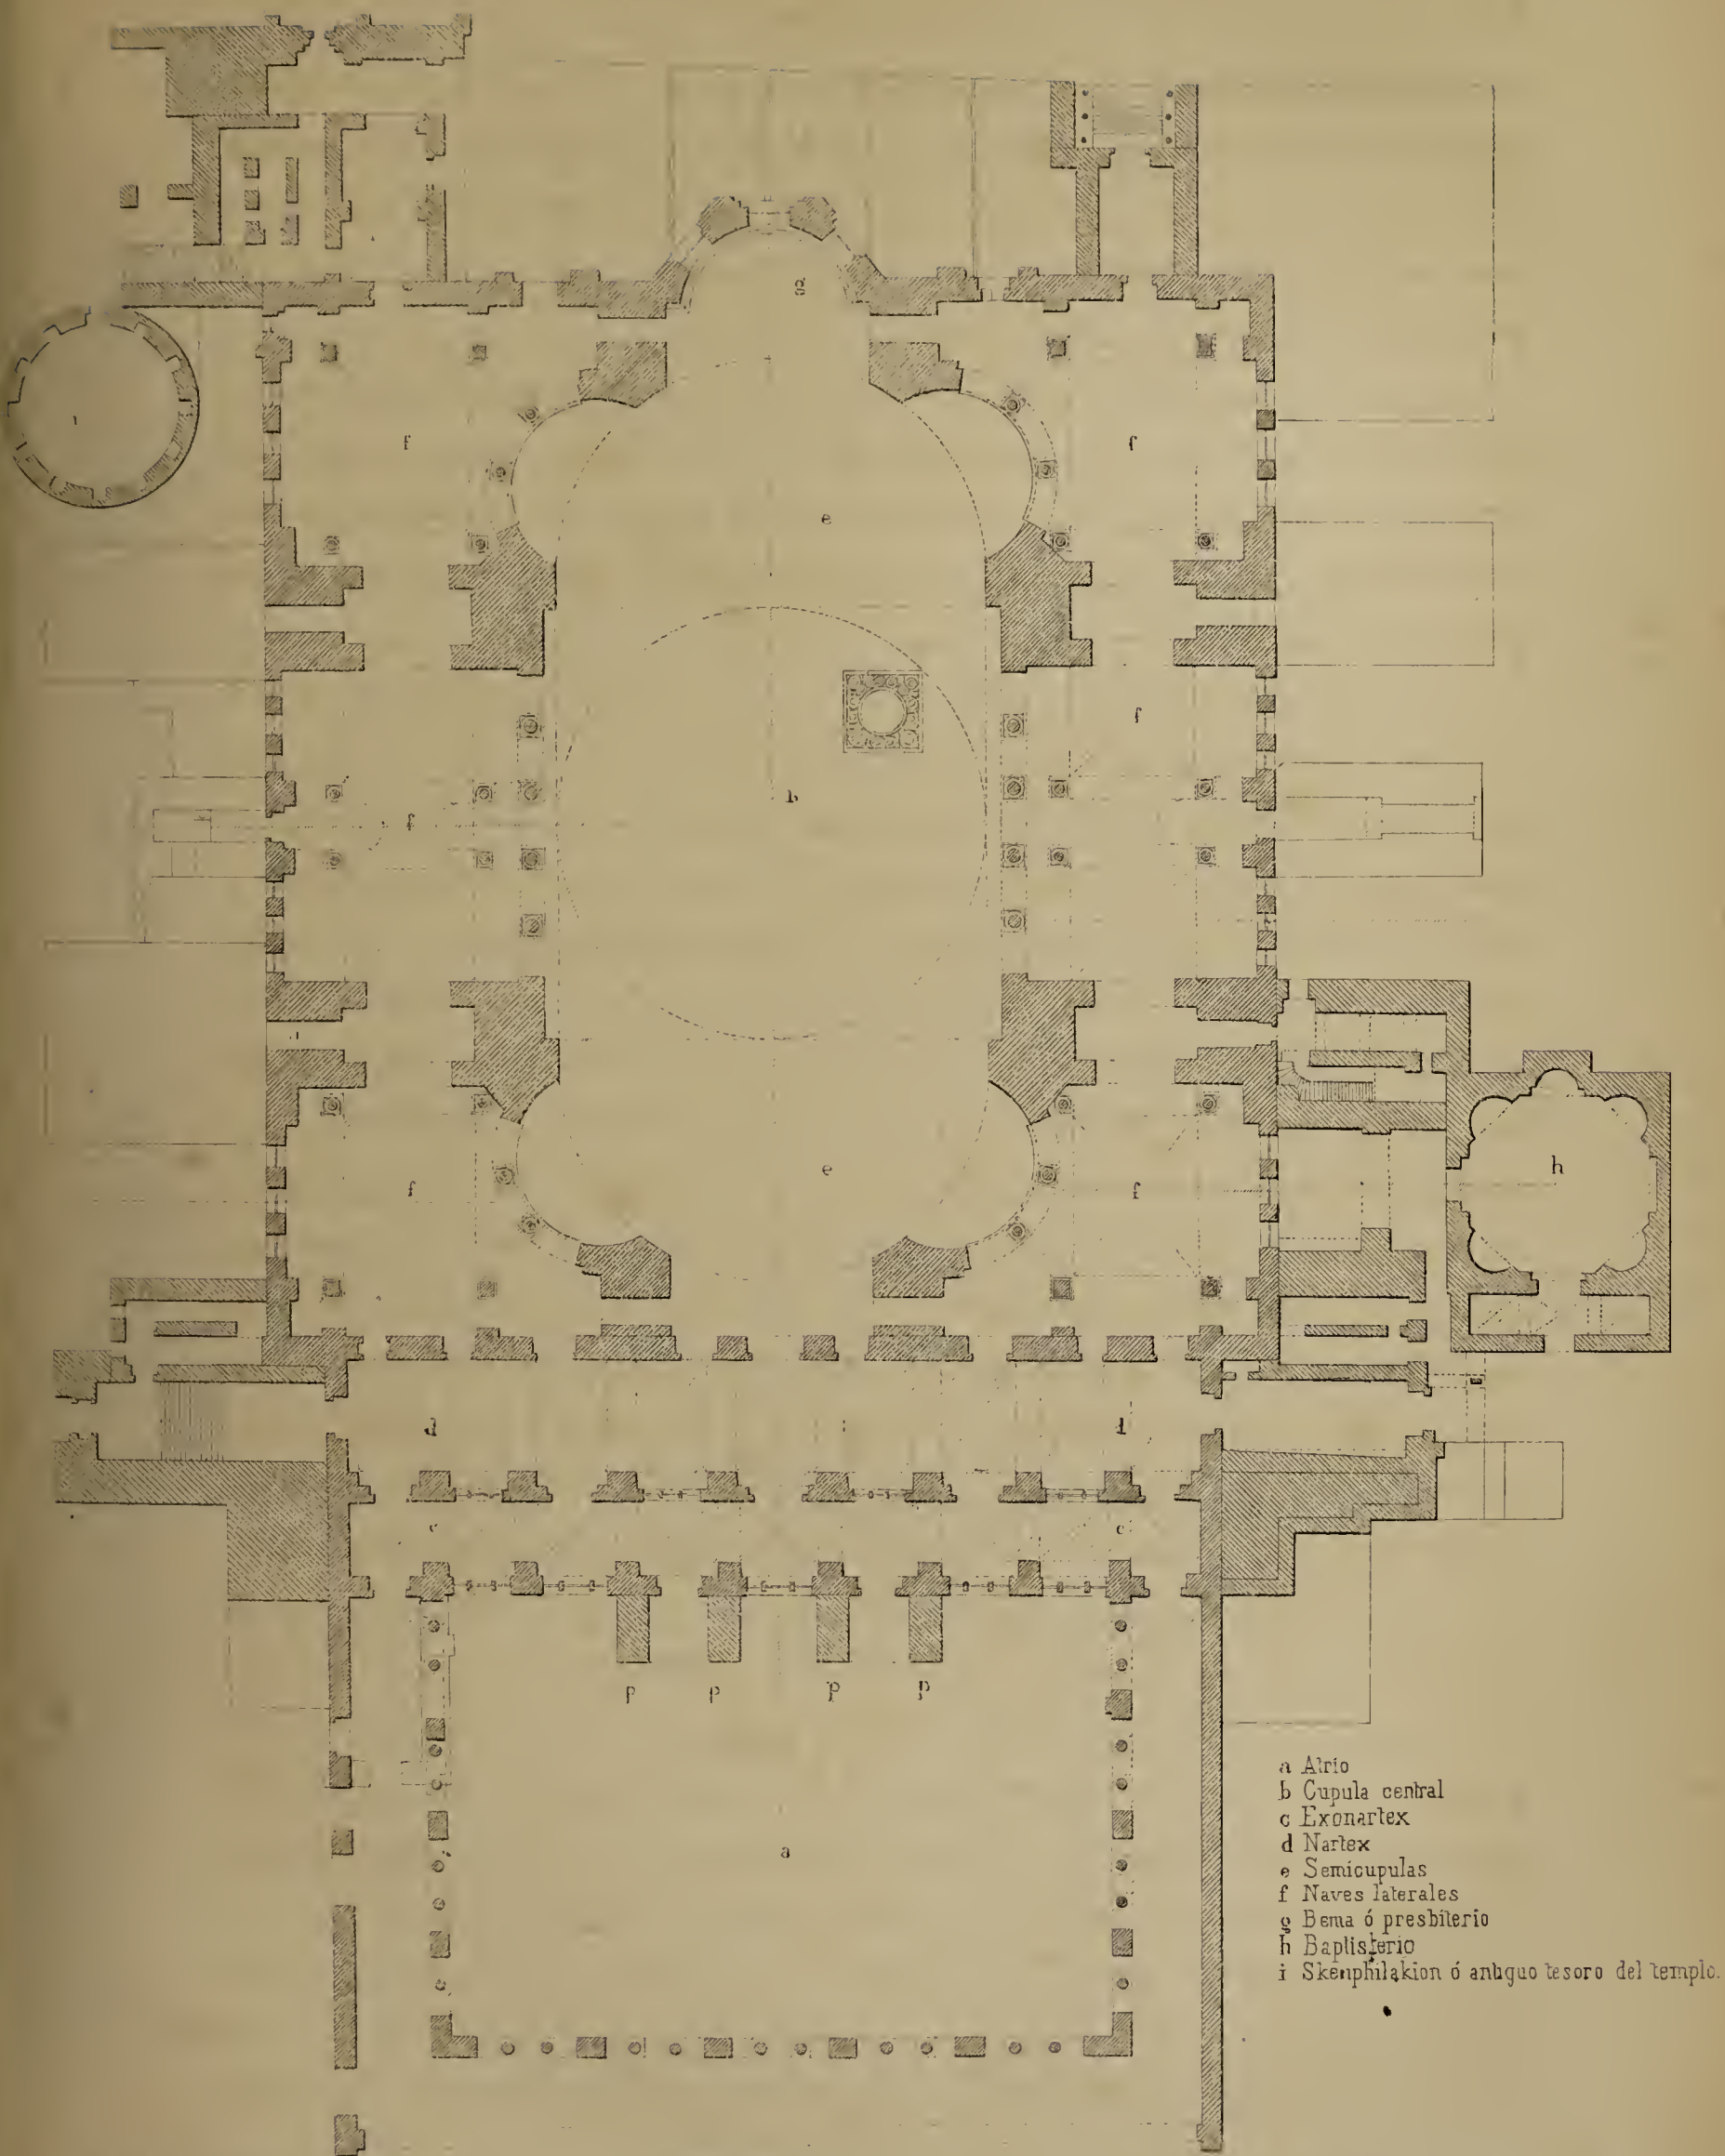 g
i
f f
e
f
b
f
h
e
f f
d i d
c c
p p p p
a
a Atrio
b Cupula central
c Exonartex
d Nartex
e Semicupulas
f Naves laterales
g Bema ó presbiterio
h Baptisterio
i Skenphilakion ó antiguo tesoro del templo.